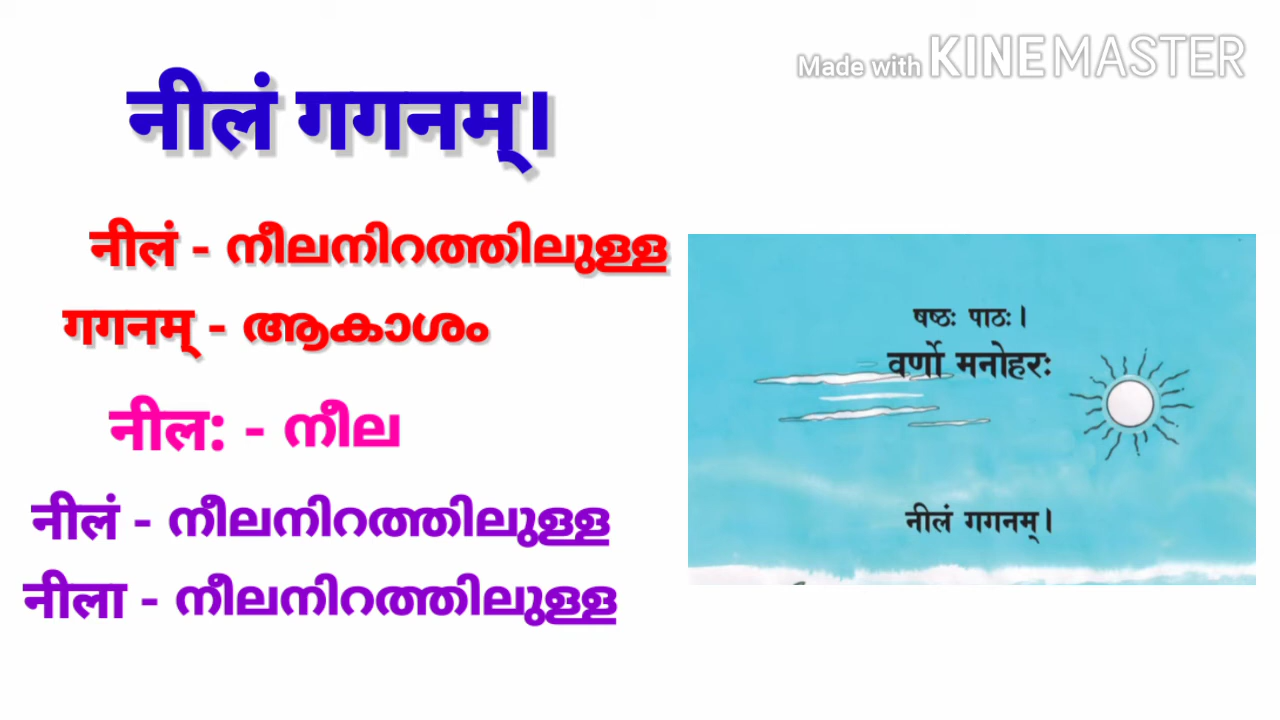 Made with KINEMASTER
नीलं गगनम्।
नीलं - നീലനിറത്തിലുള്ള
गगनम् - ആകാശം
नील: - നീല
नीलं - നീലനിറത്തിലുള്ള
नीला - നീലനിറത്തിലുള്ള
षष्ठः पाठः।
वर्णो मनोहरः
नीलं गगनम्।